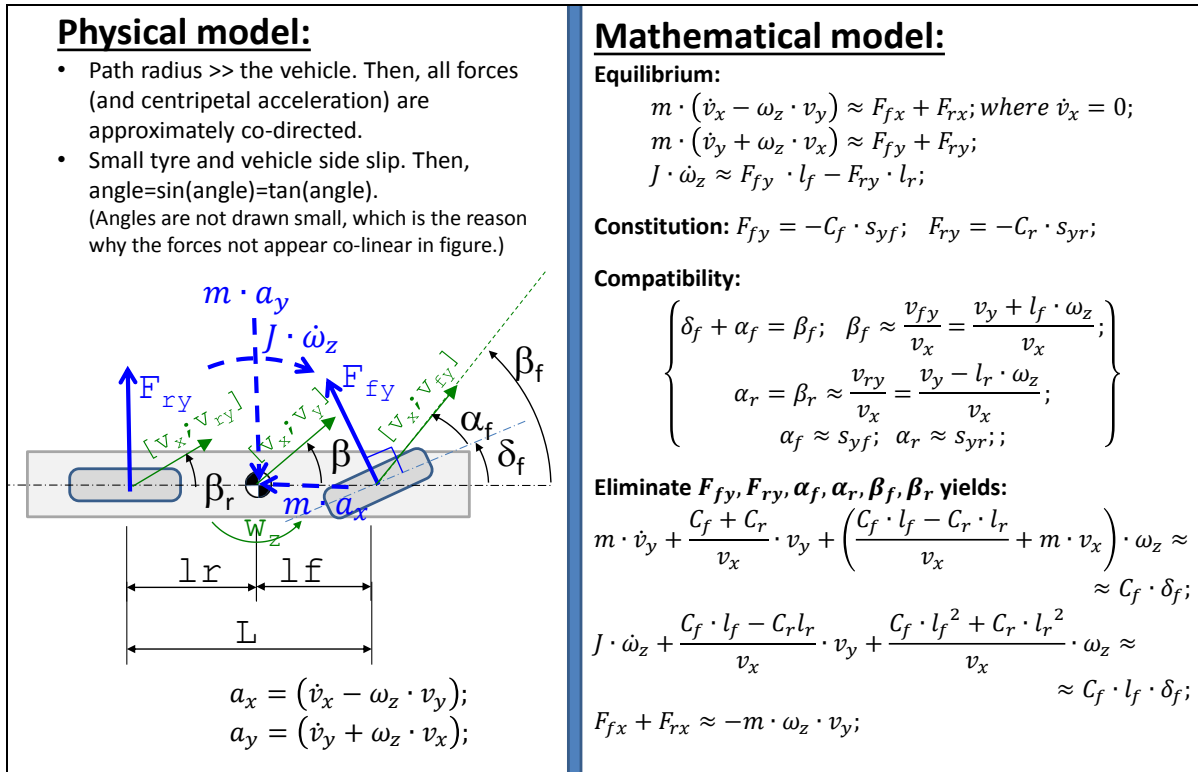 Physical model:
• Path radius >> the vehicle. Then, all forces
(and centripetal acceleration) are
approximately co-directed.
• Small tyre and vehicle side slip. Then,
angle=sin(angle)=tan(angle).
(Angles are not drawn small, which is the reason
why the forces not appear co-linear in figure.)
m · a_y
J · ω̇_z
F_ry
F_fy
[v_x; v_ry]
[v_x; v_y]
[v_x; v_fy]
β_f
α_f
δ_f
β
β_r
m · a_x
w_z
lr
lf
L
a_x = (v̇_x − ω_z · v_y);
a_y = (v̇_y + ω_z · v_x);
Mathematical model:
Equilibrium:
m · (v̇_x − ω_z · v_y) ≈ F_fx + F_rx; where v̇_x = 0;
m · (v̇_y + ω_z · v_x) ≈ F_fy + F_ry;
J · ω̇_z ≈ F_fy · l_f − F_ry · l_r;
Constitution: F_fy = −C_f · s_yf; F_ry = −C_r · s_yr;
Compatibility:
{δ_f + α_f = β_f; β_f ≈ v_fy / v_x = (v_y + l_f · ω_z) / v_x;
α_r = β_r ≈ v_ry / v_x = (v_y − l_r · ω_z) / v_x;
α_f ≈ s_yf; α_r ≈ s_yr; ;}
Eliminate F_fy, F_ry, α_f, α_r, β_f, β_r yields:
m · v̇_y + (C_f + C_r) / v_x · v_y + ((C_f · l_f − C_r · l_r) / v_x + m · v_x) · ω_z ≈
≈ C_f · δ_f;
J · ω̇_z + (C_f · l_f − C_r l_r) / v_x · v_y + (C_f · l_f² + C_r · l_r²) / v_x · ω_z ≈
≈ C_f · l_f · δ_f;
F_fx + F_rx ≈ −m · ω_z · v_y;